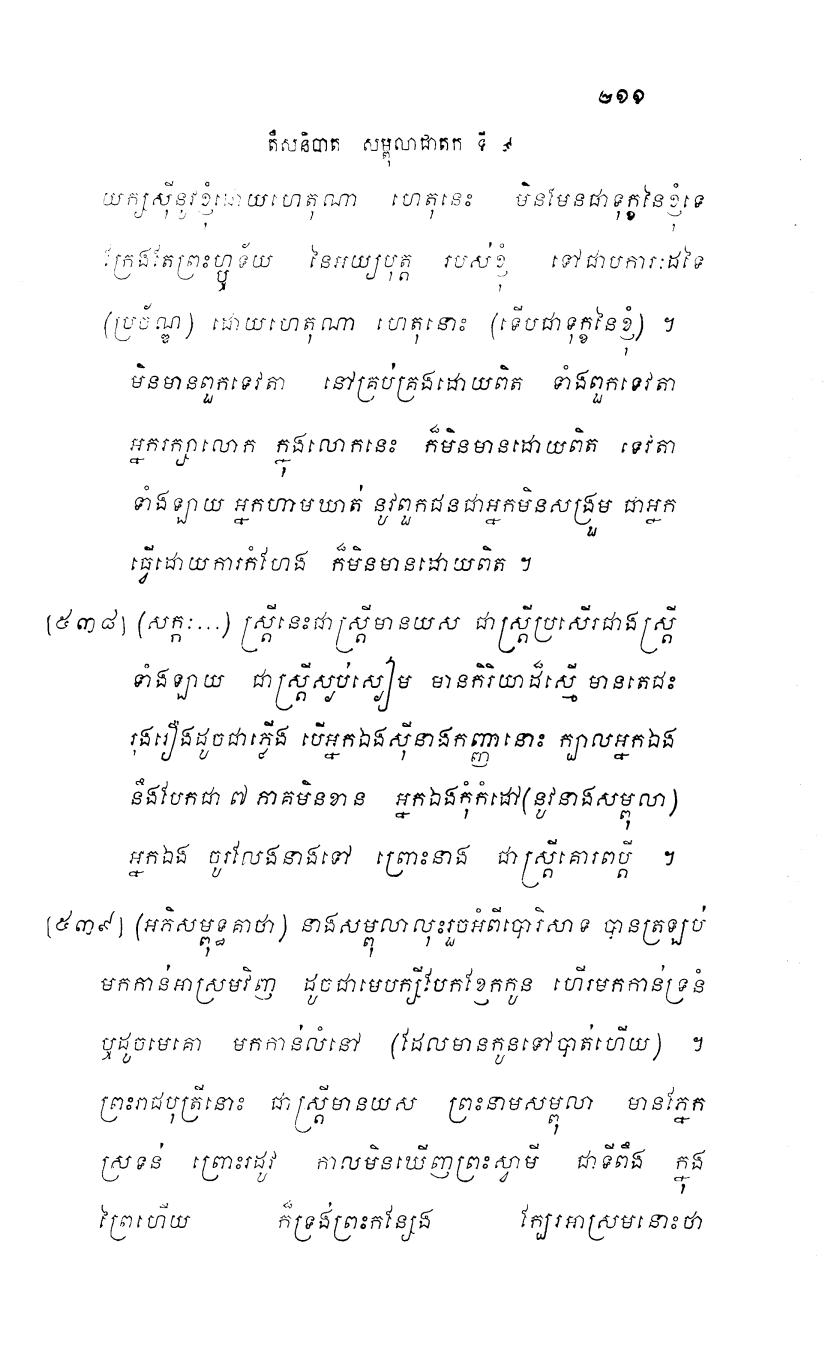 ២១១
តឹសនិបាត សម្ពុលាជាតក ទី ៩
យក្សស៊ីនូវខ្ញុំដោយហេតុណា ហេតុនេះ មិនមែនជាទុក្ខនៃខ្ញុំទេ
ក្រែងតែព្រះហ្ឫទ័យ នៃអយ្យបុត្ត របស់ខ្ញុំ ទៅជាបការៈដទៃ
(ប្រច័ណ្ឌ) ដោយហេតុណា ហេតុនោះ (ទើបជាទុក្ខនៃខ្ញុំ) ។
មិនមានពួកទេវតា នៅគ្រប់គ្រងដោយពិត ទាំងពួកទេវតា
អ្នករក្សាលោក ក្នុងលោកនេះ ក៏មិនមានដោយពិត ទេវតា
ទាំងឡាយ អ្នកហាមឃាត់ នូវពួកជនជាអ្នកមិនសង្រួម ជាអ្នក
ធ្វើដោយការកំហែង ក៏មិនមានដោយពិត ។
[៥៣៨] (សក្កៈ...) ស្ត្រីនេះជាស្ត្រីមានយស ជាស្ត្រីប្រសើរជាងស្ត្រី
ទាំងឡាយ ជាស្ត្រីស្ងប់ស្ងៀម មានកិរិយាដ៏ស្មើ មានតេជះ
រុងរឿងដូចជាភ្លើង បើអ្នកឯងស៊ីនាងកញ្ញានោះ ក្បាលអ្នកឯង
នឹងបែកជា ៧ ភាគមិនខាន អ្នកឯងកុំកំដៅ(នូវនាងសម្ពុលា)
អ្នកឯង ចូរលែងនាងទៅ ព្រោះនាង ជាស្ត្រីគោរពប្តី ។
[៥៣៩] (អភិសម្ពុទ្ធគាថា) នាងសម្ពុលាលុះរួចអំពីបោរិសាទ បានត្រឡប់
មកកាន់អាស្រមវិញ ដូចជាមេបក្សីបែកខ្ញែកកូន ហើរមកកាន់ទ្រនំ
ឬដូចមេគោ មកកាន់លំនៅ (ដែលមានកូនទៅបាត់ហើយ) ។
ព្រះរាជបុត្រីនោះ ជាស្ត្រីមានយស ព្រះនាមសម្ពុលា មានភ្នែក
ស្រទន់ ព្រោះរដូវ កាលមិនឃើញព្រះស្វាមី ជាទីពឹង ក្នុង
ព្រៃហើយ ក៏ទ្រង់ព្រះកន្សែង ក្បែរអាស្រមនោះថា